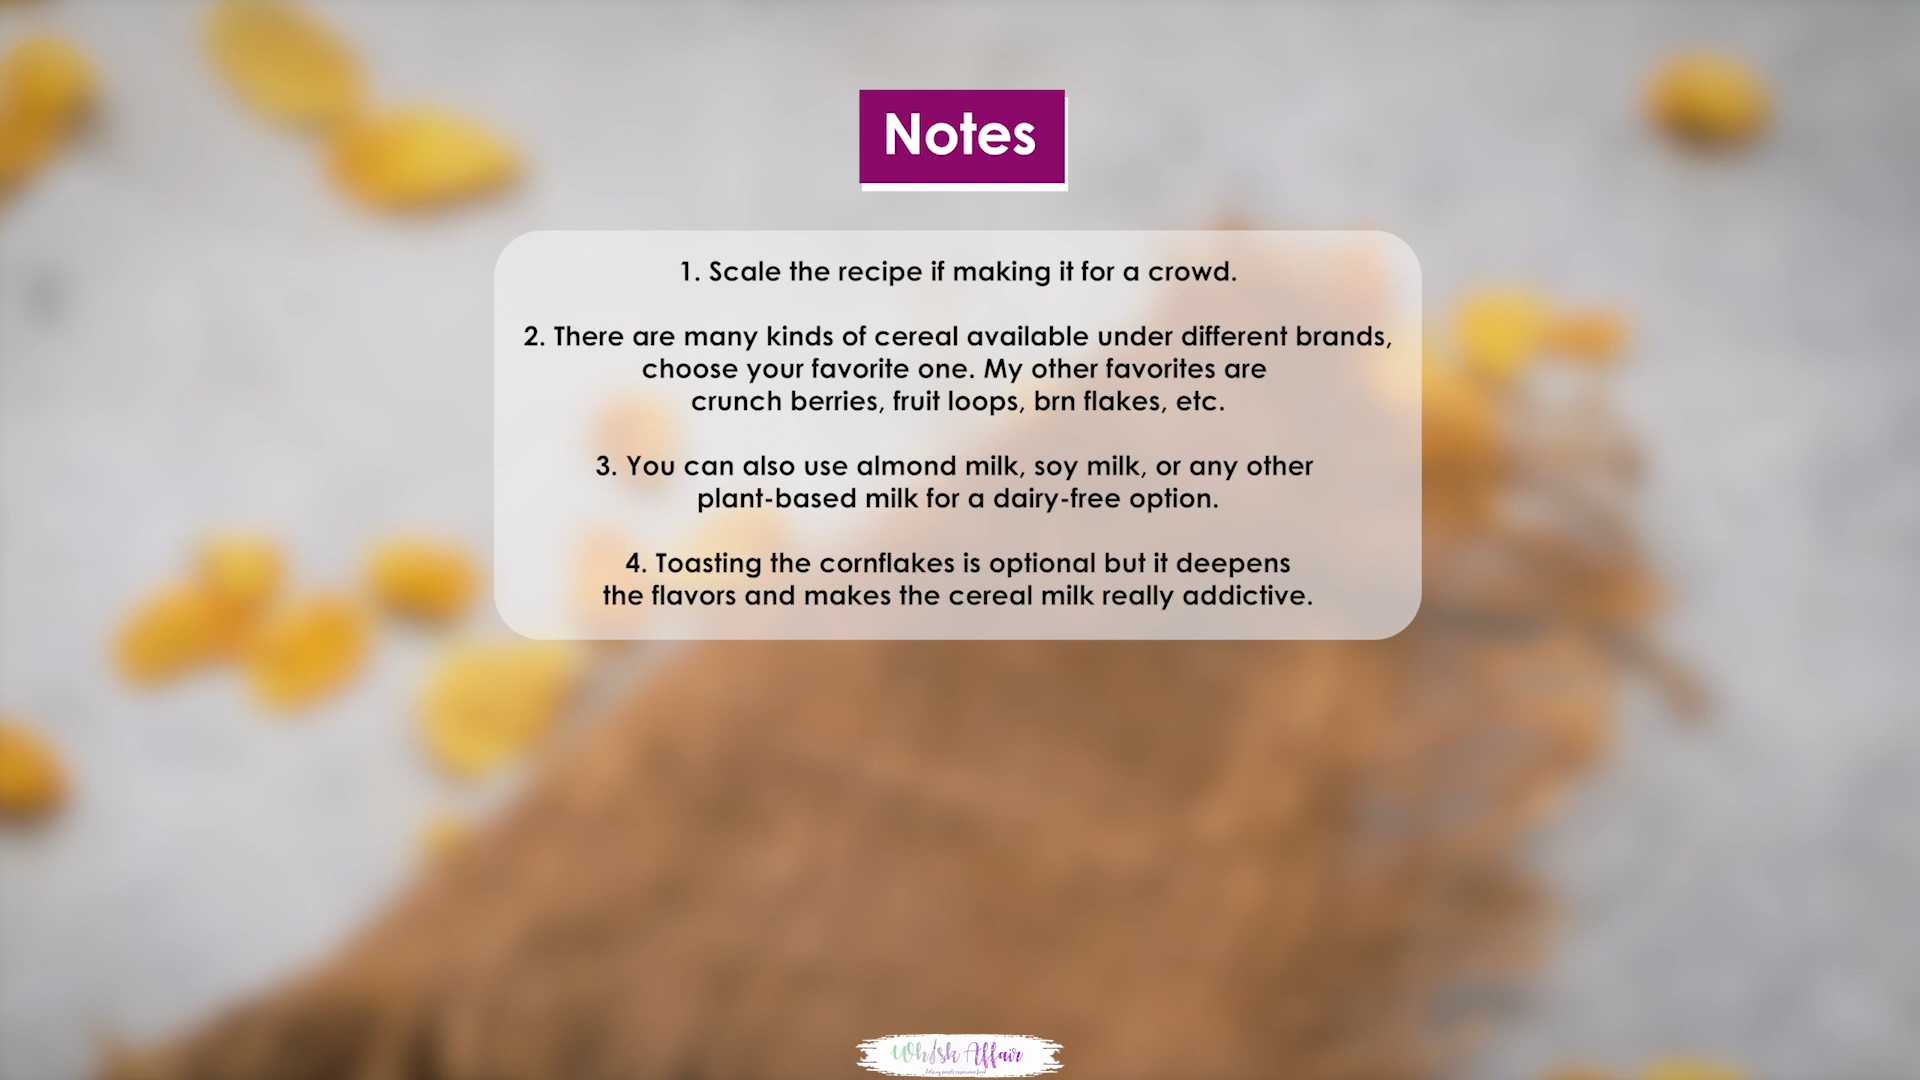 Notes
1. Scale the recipe if making it for a crowd.
2. There are many kinds of cereal available under different brands,
choose your favorite one. My other favorites are
crunch berries, fruit loops, brn flakes, etc.
3. You can also use almond milk, soy milk, or any other
plant-based milk for a dairy-free option.
4. Toasting the cornflakes is optional but it deepens
the flavors and makes the cereal milk really addictive.
Whisk Affair